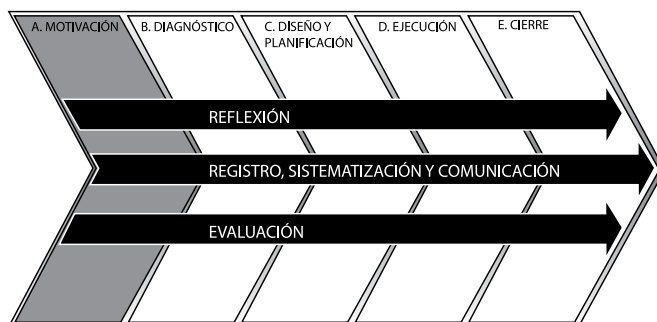 A. MOTIVACIÓN
B. DIAGNÓSTICO
C. DISEÑO Y
PLANIFICACIÓN
D. EJECUCIÓN
E. CIERRE
REFLEXIÓN
REGISTRO, SISTEMATIZACIÓN Y COMUNICACIÓN
EVALUACIÓN